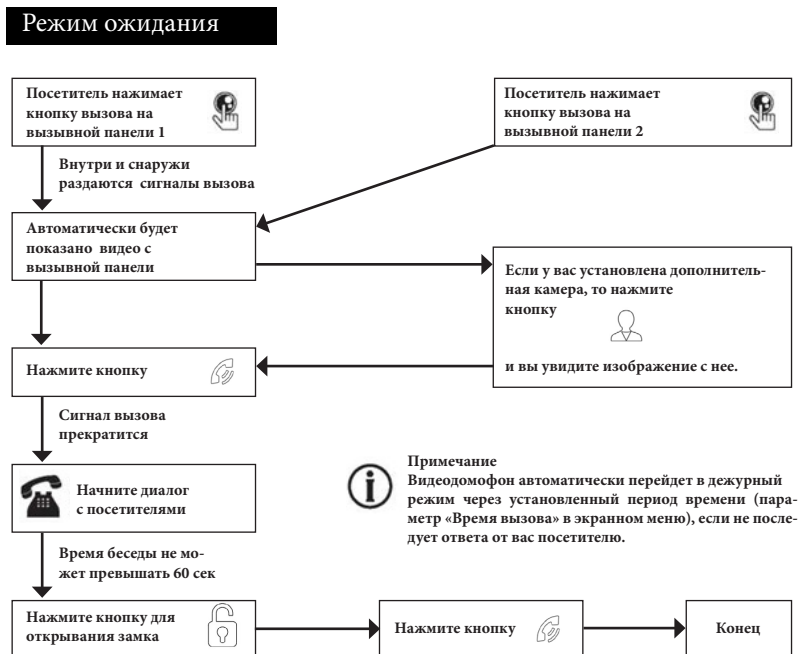 Режим ожидания
Посетитель нажимает
кнопку вызова на
вызывной панели 1
Посетитель нажимает
кнопку вызова на
вызывной панели 2
Внутри и снаружи
раздаются сигналы вызова
Автоматически будет
показано видео с
вызывной панели
Если у вас установлена дополнитель-
ная камера, то нажмите
кнопку
и вы увидите изображение с нее.
Нажмите кнопку
Сигнал вызова
прекратится
Начните диалог
с посетителями
Примечание
Видеодомофон автоматически перейдет в дежурный
режим через установленный период времени (пара-
метр «Время вызова» в экранном меню), если не после-
дует ответа от вас посетителю.
Время беседы не мо-
жет превышать 60 сек
Нажмите кнопку для
открывания замка
Нажмите кнопку
Конец